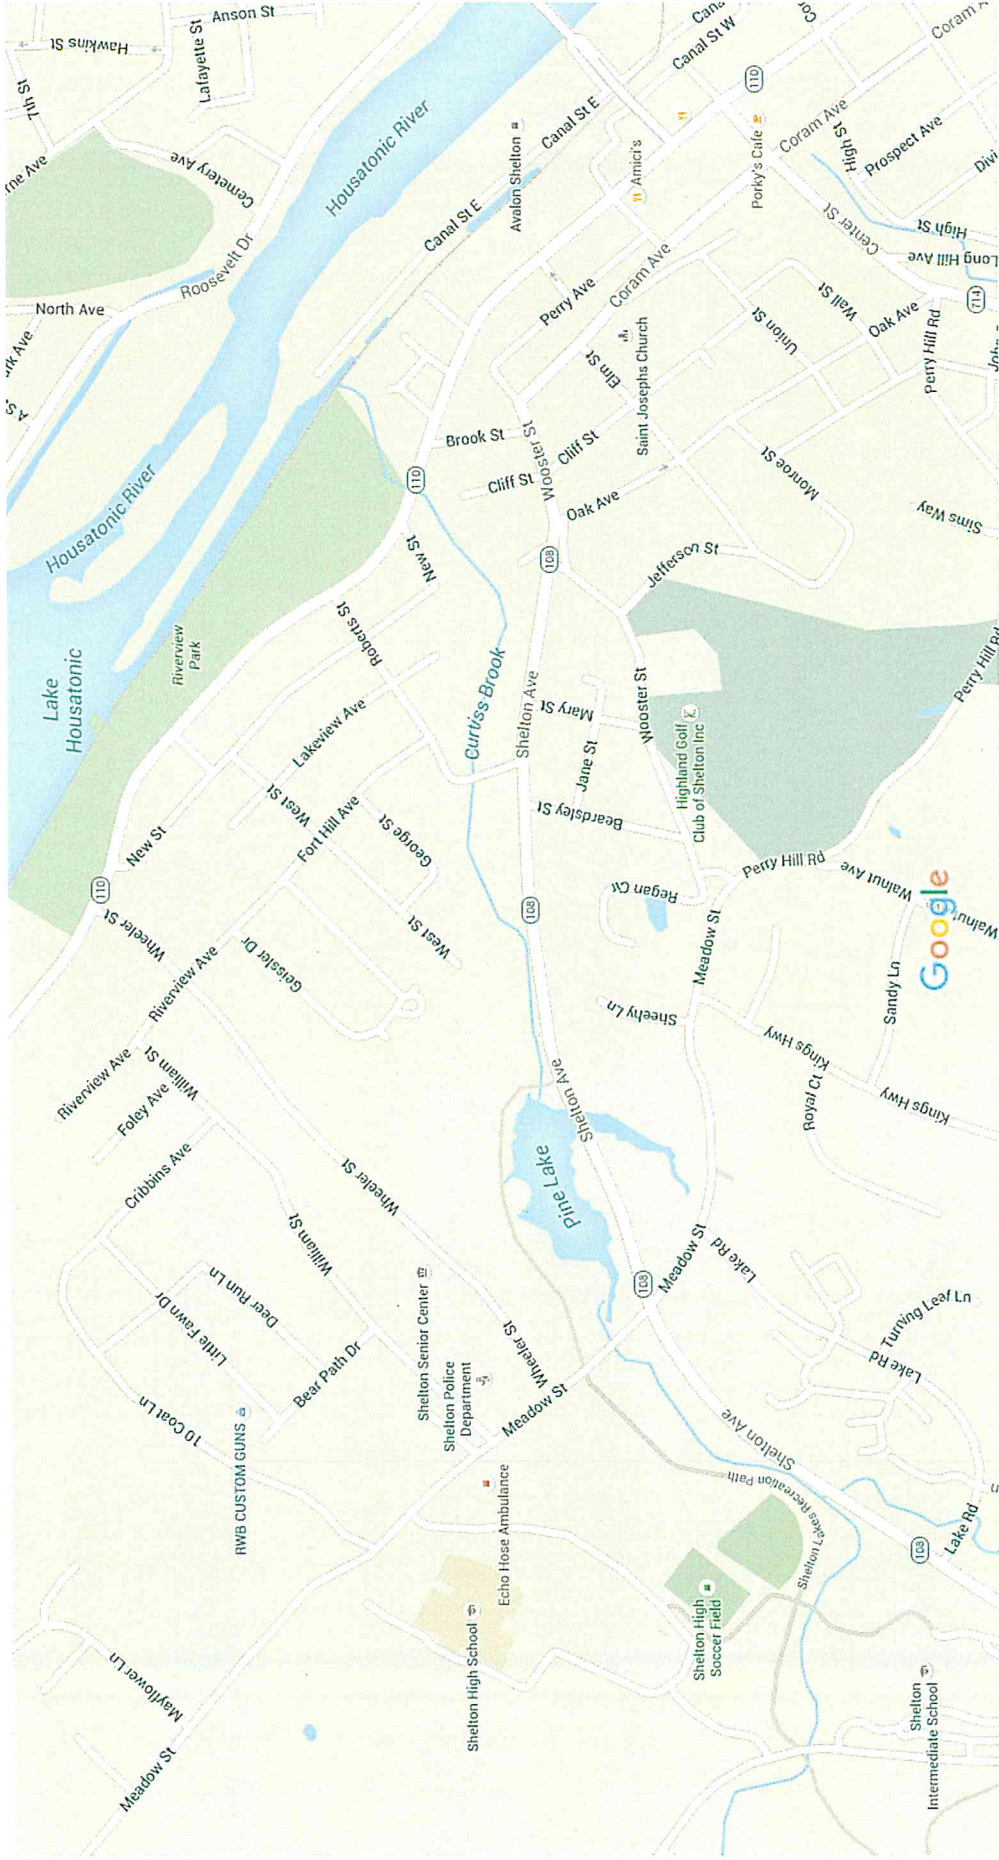 Hawkins St
Anson St
Lafayette St
7th St
rne Ave
Cemetery Ave
North Ave
Roosevelt Dr
Housatonic River
Canal St W
Coram A
110
Canal St E
Avalon Shelton
Amici's
Porky's Cafe
Coram Ave
High St
Prospect Ave
Divi
Center St
High St
Long Hill Ave
714
Canal St E
Perry Ave
Coram Ave
Elm St
Saint Josephs Church
Union St
Wall St
Oak Ave
Perry Hill Rd
Housatonic River
Brook St
Wooster St
Cliff St
Cliff St
Oak Ave
Monroe St
Sims Way
110
108
Jefferson St
New St
Roberts St
Riverview
Park
Lake
Housatonic
Lakeview Ave
Curtiss Brook
Shelton Ave
Mary St
Jane St
Wooster St
Highland Golf
Club of Shelton Inc
Perry Hill Rd
Beardsley St
West St
Fort Hill Ave
George St
New St
110
Wheeler St
Riverview Ave
Geissler Dr
West St
108
Regan Cir
Perry Hill Rd
Walnut Ave
Walnut
Google
Meadow St
Sheehy Ln
Sandy Ln
Kings Hwy
Royal Ct
Kings Hwy
Riverview Ave
William St
Foley Ave
Cribbins Ave
Wheeler St
William St
Shelton Ave
Pine Lake
Meadow St
Lake Rd
108
Little Fawn Dr
Deer Run Ln
Bear Path Dr
10 Coat Ln
RWB CUSTOM GUNS
Shelton Senior Center
Shelton Police
Department
Wheeler St
Meadow St
Turning Leaf Ln
Lake Rd
Shelton Ave
Shelton Lakes Recreation Path
Echo Hose Ambulance
Shelton High School
Shelton High
Soccer Field
108
Lake Rd
Mayflower Ln
Meadow St
Shelton
Intermediate School